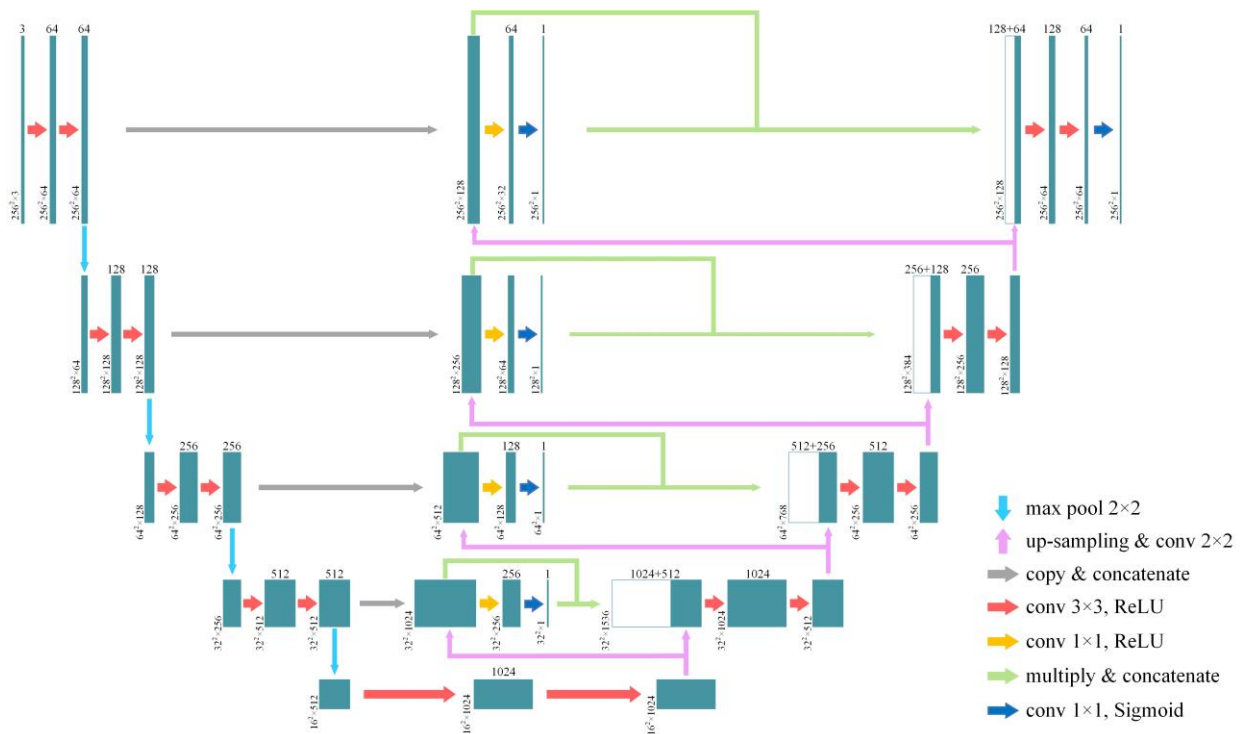 3 64 64 64 1 128+64 128 64 1
256²×3 256²×64 256²×64 256²×128 256²×32 256²×1 256²×128 256²×64 256²×64 256²×1
128 128 256+128 256
128²×64 128²×128 128²×128 128²×256 128²×64 128²×1 128²×384 128²×256 128²×128
256 256 128 1 512+256 512
64²×128 64²×256 64²×256 64²×512 64²×128 64²×1 64²×768 64²×256 64²×256
512 512 256 1 1024+512 1024
32²×256 32²×512 32²×512 32²×1024 32²×256 32²×1 32²×1536 32²×1024 32²×512
1024
16²×512 16²×1024 16²×1024
max pool 2×2
up-sampling & conv 2×2
copy & concatenate
conv 3×3, ReLU
conv 1×1, ReLU
multiply & concatenate
conv 1×1, Sigmoid